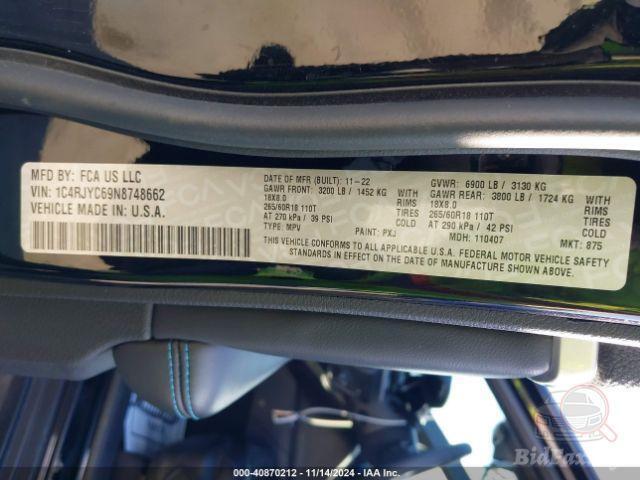 MFD BY: FCA US LLC
VIN: 1C4RJYC69N8748662
VEHICLE MADE IN: U.S.A.
DATE OF MFR (BUILT): 11-22
GAWR FRONT: 3200 LB / 1452 KG WITH
18X8.0 RIMS
265/60R18 110T TIRES
AT 270 kPa / 39 PSI
TYPE: MPV PAINT: PXJ
GVWR: 6900 LB / 3130 KG
GAWR REAR: 3800 LB / 1724 KG WITH
18X8.0 RIMS
265/60R18 110T TIRES
AT 290 kPa / 42 PSI
MDH: 110407 MKT: 875
THIS VEHICLE CONFORMS TO ALL APPLICABLE U.S.A. FEDERAL MOTOR VEHICLE SAFETY
STANDARDS IN EFFECT ON THE DATE OF MANUFACTURE SHOWN ABOVE.
000-40870212 - 11/14/2024 - IAA Inc.